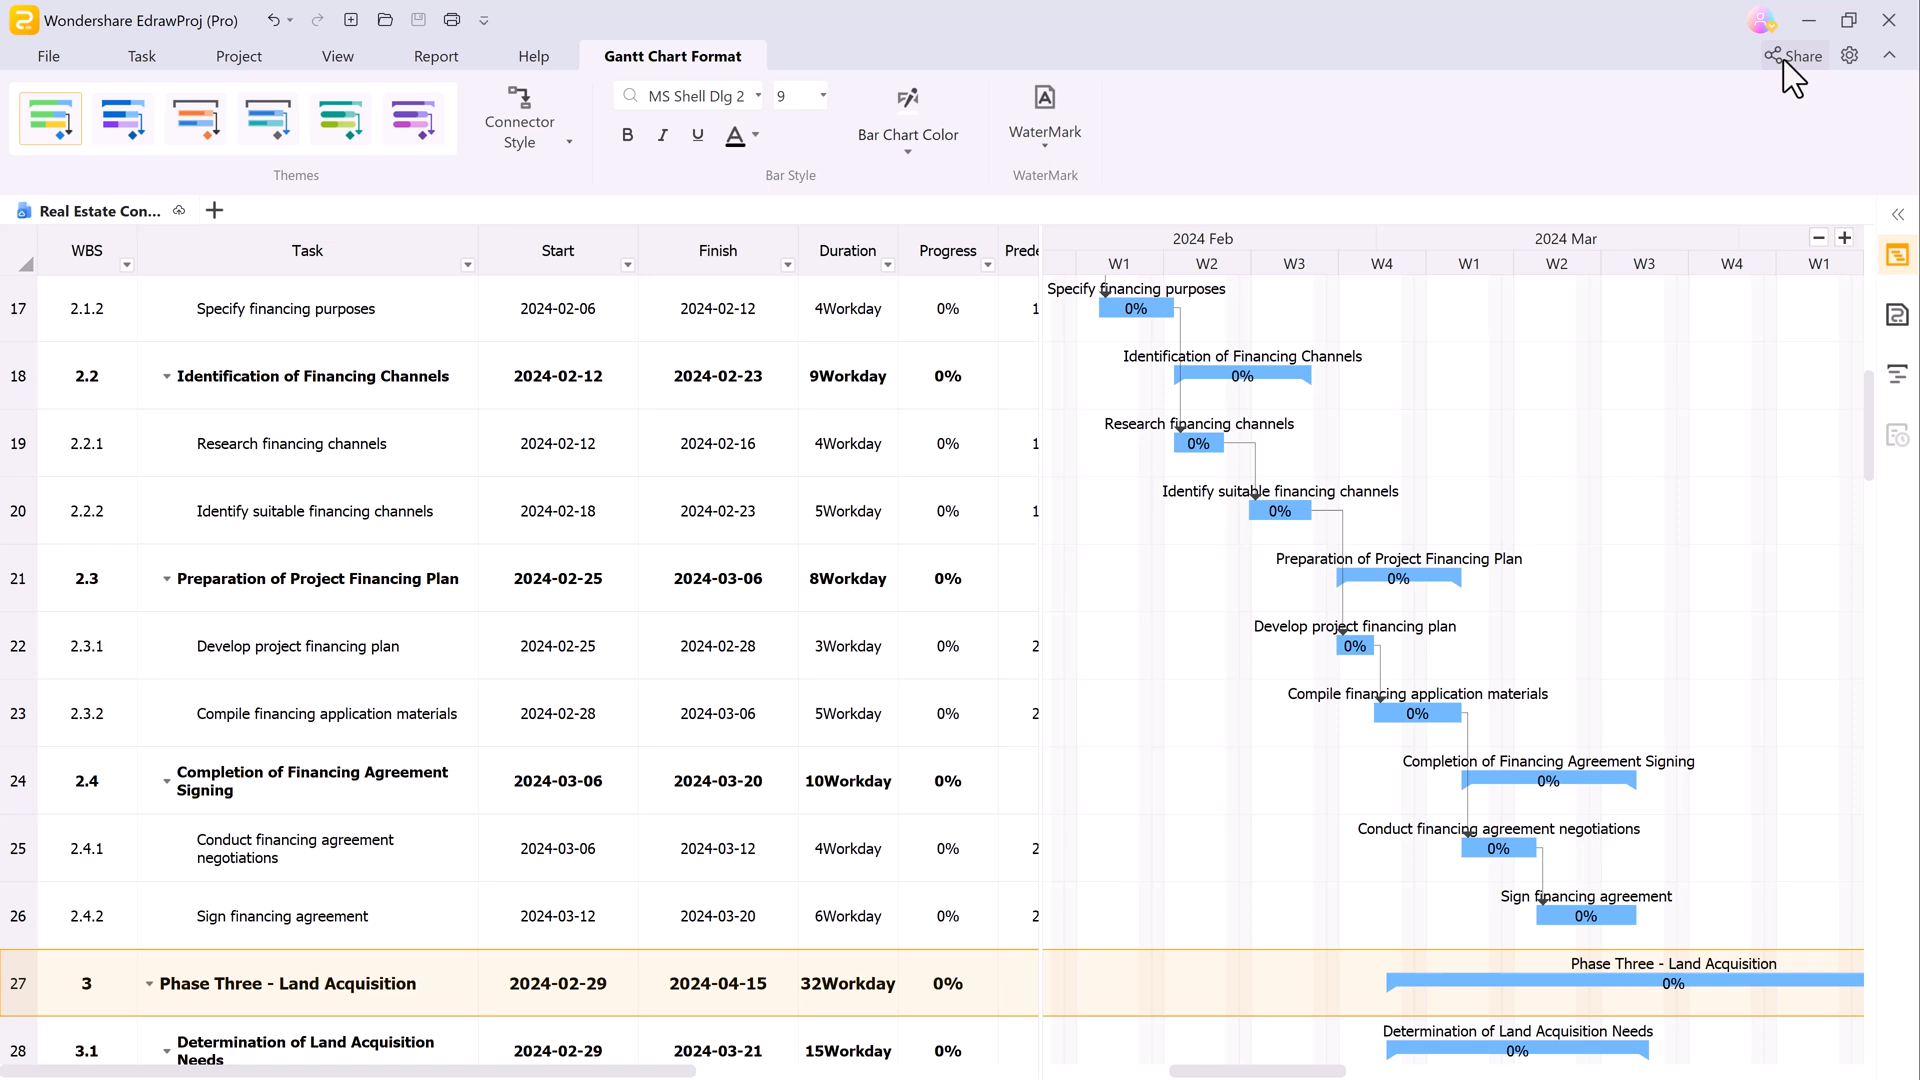 Wondershare EdrawProj (Pro)
File Task Project View Report Help Gantt Chart Format Share
MS Shell Dlg 2 9
Connector Style
B I U A
Bar Chart Color
WaterMark
Themes Bar Style WaterMark
Real Estate Con...
WBS Task Start Finish Duration Progress Prede
2024 Feb 2024 Mar
W1 W2 W3 W4 W1 W2 W3 W4 W1
17 2.1.2 Specify financing purposes 2024-02-06 2024-02-12 4Workday 0% 1
Specify financing purposes
0%
18 2.2 Identification of Financing Channels 2024-02-12 2024-02-23 9Workday 0%
Identification of Financing Channels
0%
19 2.2.1 Research financing channels 2024-02-12 2024-02-16 4Workday 0% 1
Research financing channels
0%
20 2.2.2 Identify suitable financing channels 2024-02-18 2024-02-23 5Workday 0% 1
Identify suitable financing channels
0%
21 2.3 Preparation of Project Financing Plan 2024-02-25 2024-03-06 8Workday 0%
Preparation of Project Financing Plan
0%
22 2.3.1 Develop project financing plan 2024-02-25 2024-02-28 3Workday 0% 2
Develop project financing plan
0%
23 2.3.2 Compile financing application materials 2024-02-28 2024-03-06 5Workday 0% 2
Compile financing application materials
0%
24 2.4 Completion of Financing Agreement Signing 2024-03-06 2024-03-20 10Workday 0%
Completion of Financing Agreement Signing
0%
25 2.4.1 Conduct financing agreement negotiations 2024-03-06 2024-03-12 4Workday 0% 2
Conduct financing agreement negotiations
0%
26 2.4.2 Sign financing agreement 2024-03-12 2024-03-20 6Workday 0% 2
Sign financing agreement
0%
27 3 Phase Three - Land Acquisition 2024-02-29 2024-04-15 32Workday 0%
Phase Three - Land Acquisition
0%
28 3.1 Determination of Land Acquisition Needs 2024-02-29 2024-03-21 15Workday 0%
Determination of Land Acquisition Needs
0%